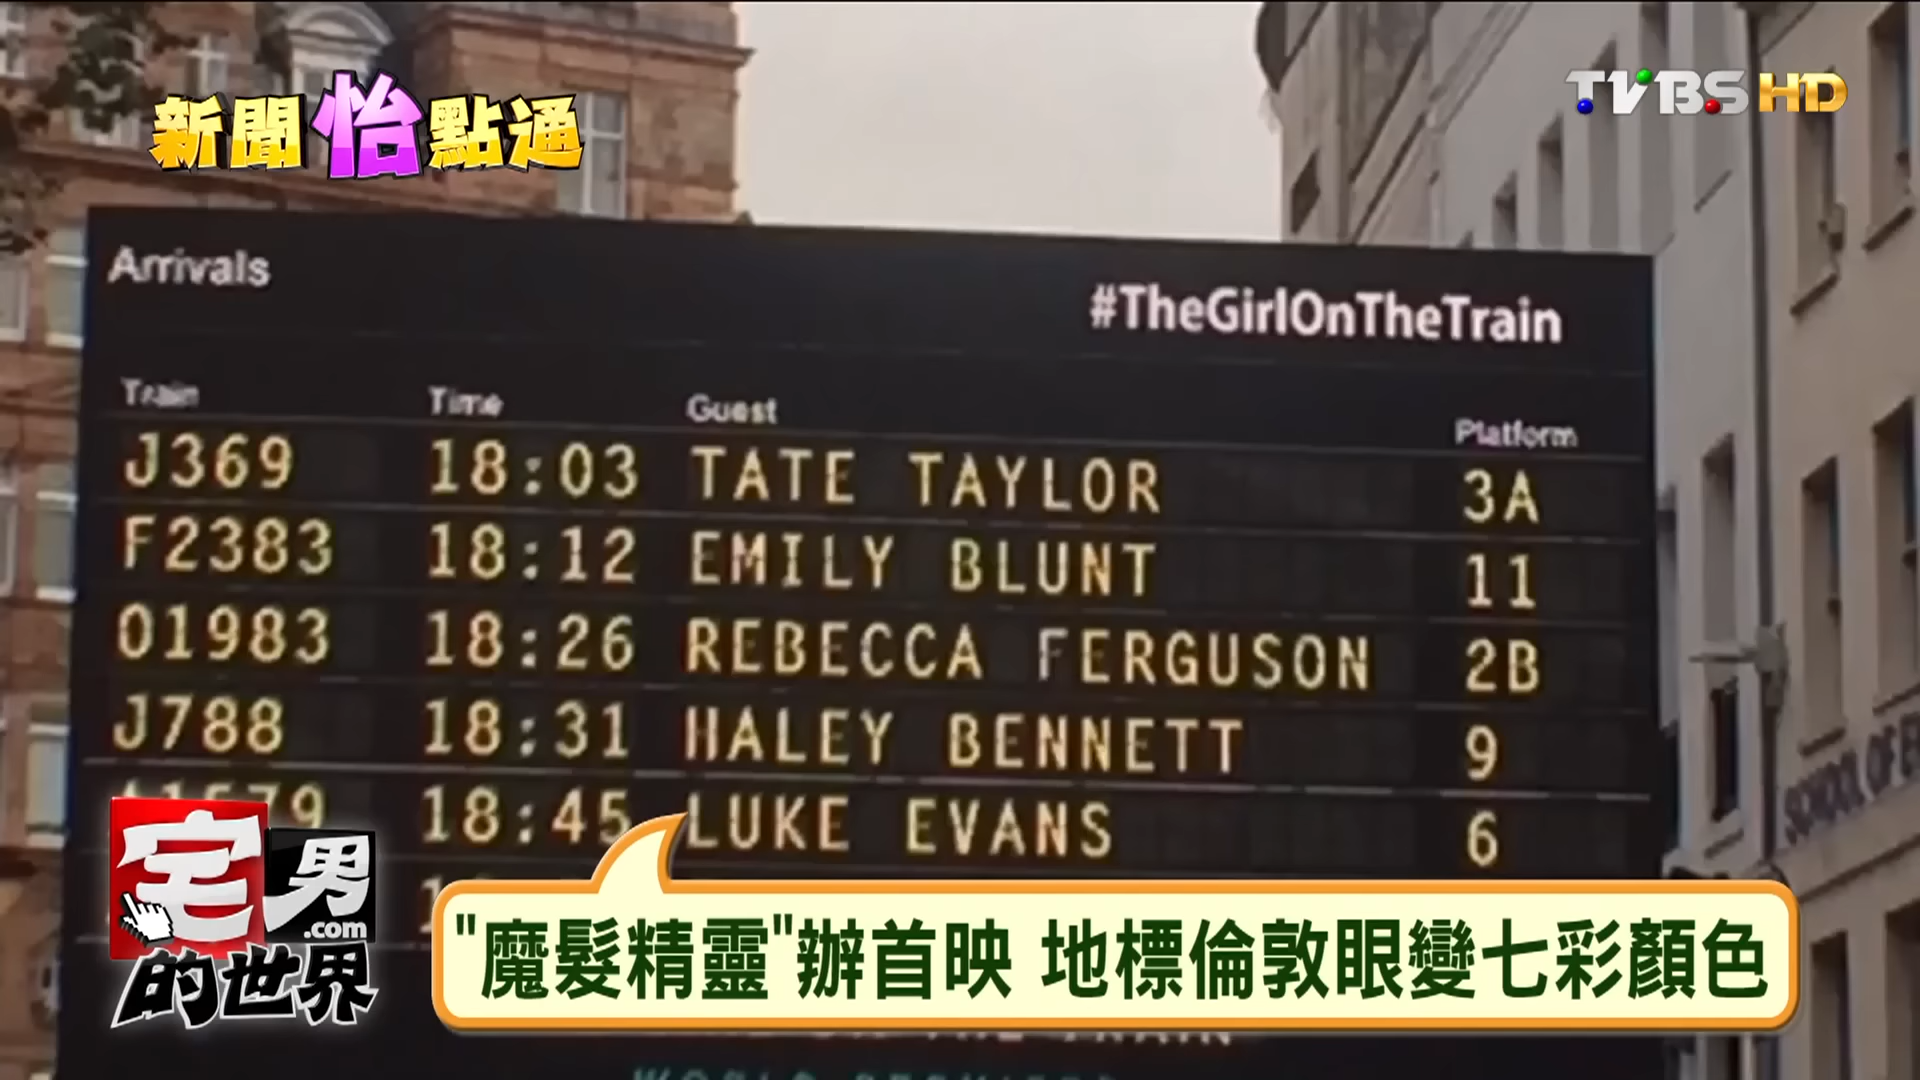 新聞怡點通
TVBS HD
Arrivals
#TheGirlOnTheTrain
Train Time Guest Platform
J369 18:03 TATE TAYLOR 3A
F2383 18:12 EMILY BLUNT 11
01983 18:26 REBECCA FERGUSON 2B
J788 18:31 HALEY BENNETT 9
18:45 LUKE EVANS 6
SCHOOL OF
宅男.com
的世界
"魔髮精靈"辦首映 地標倫敦眼變七彩顏色